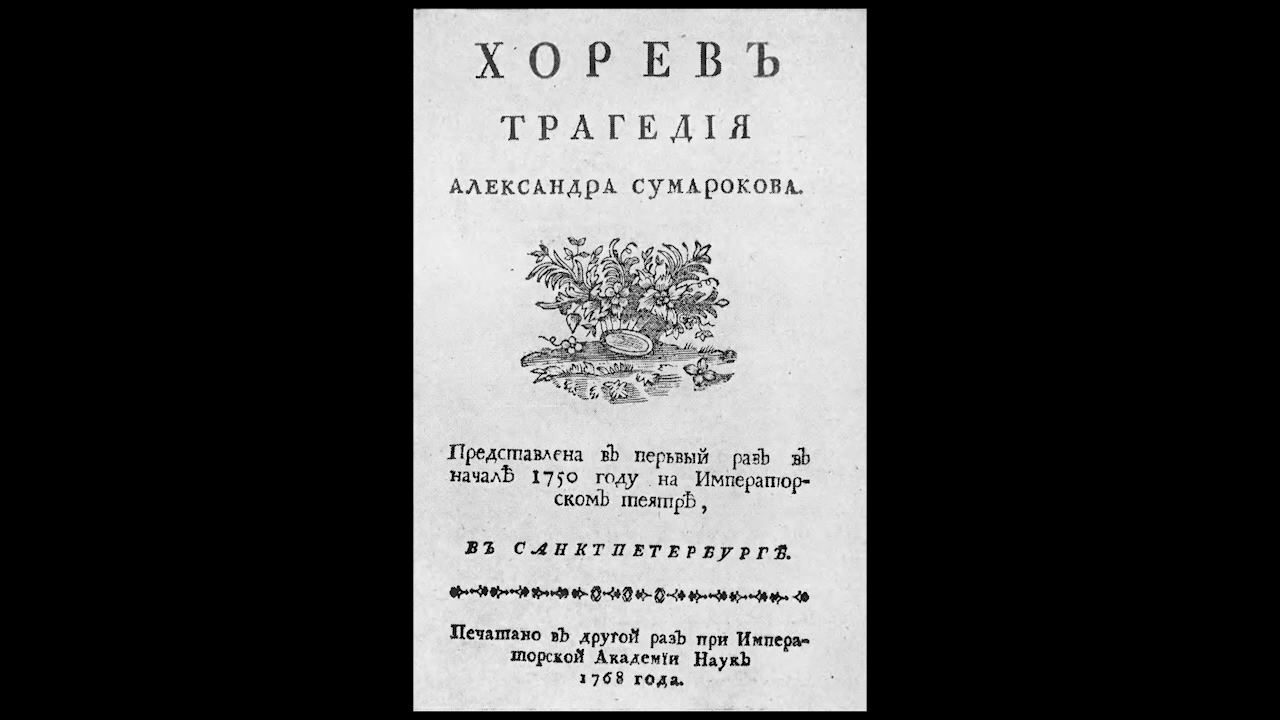 ХОРЕВЪ
ТРАГЕДІЯ
АЛЕКСАНДРА СУМАРОКОВА.
Представлена въ перьвый разъ въ
началѣ 1750 году на Император-
скомъ театрѣ,
ВЪ САНКТПЕТЕРБУРГѢ.
Печатано въ другой разъ при Импера-
торской Академіи Наукъ
1768 года.